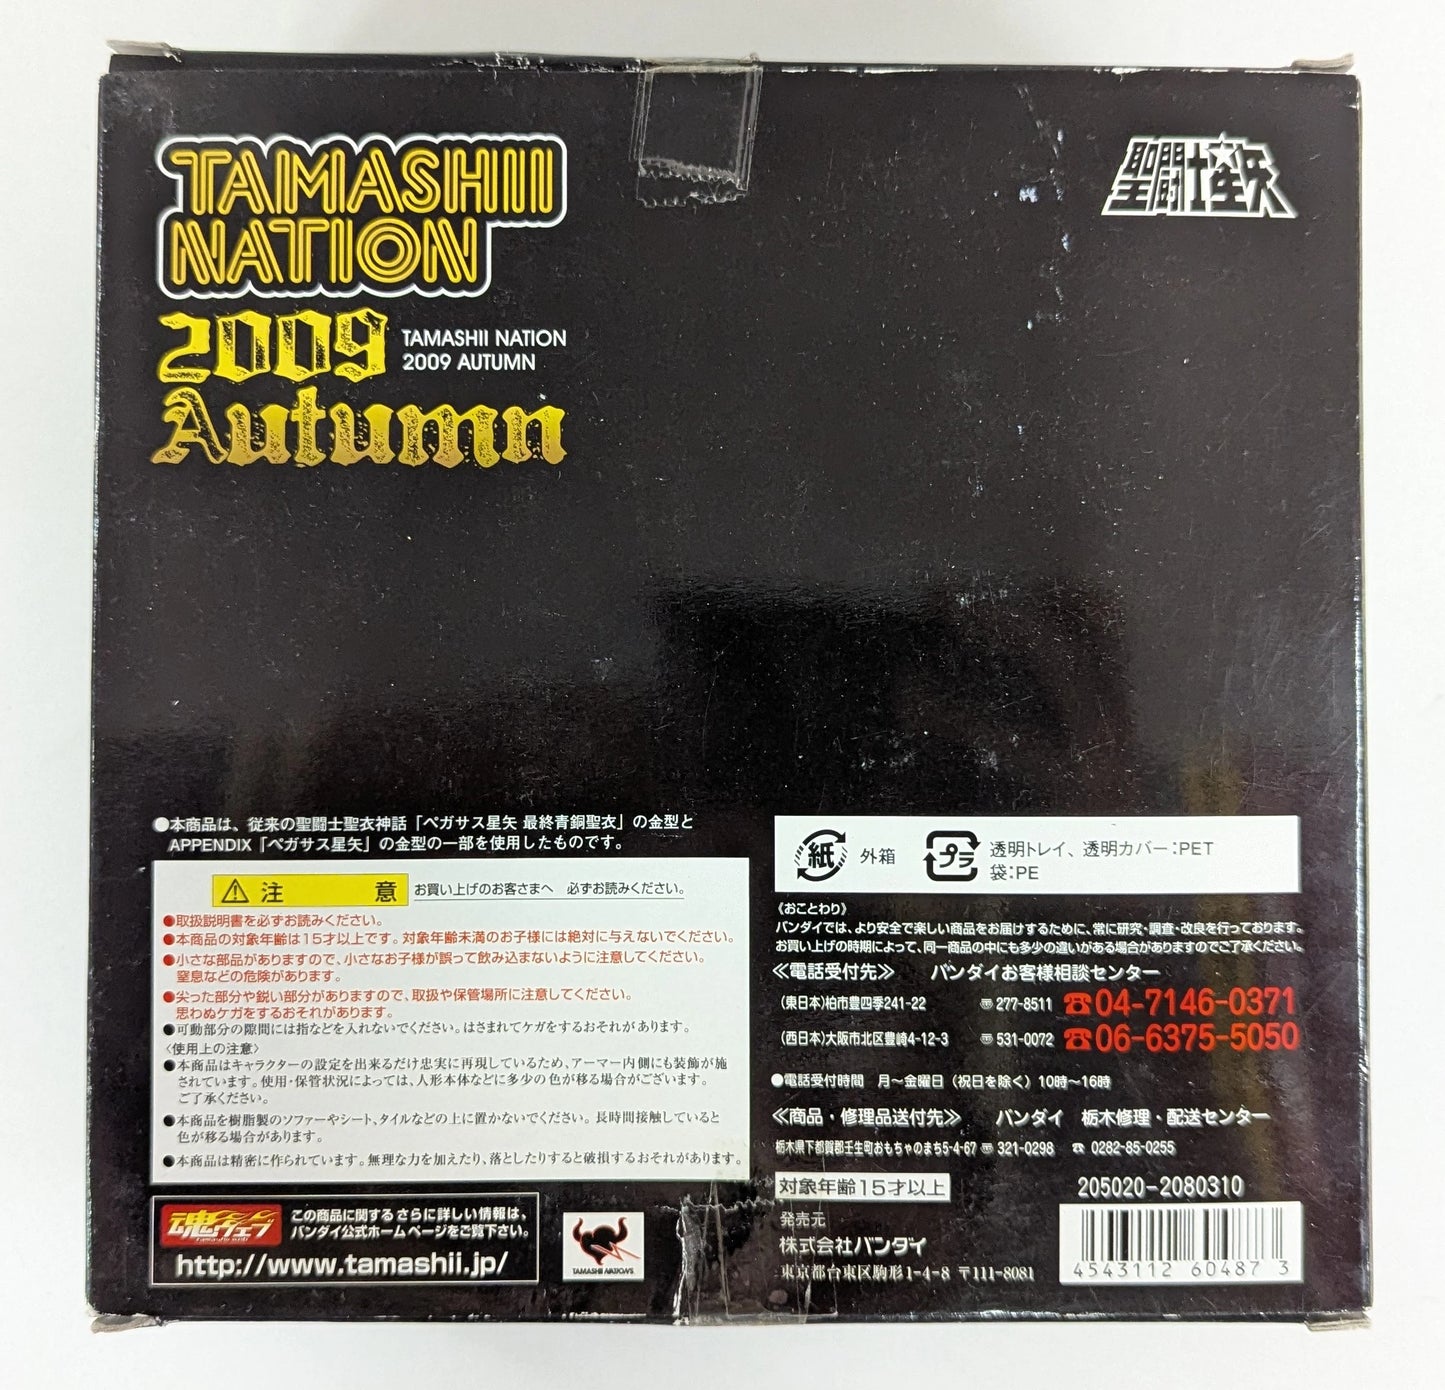 TAMASHII
NATION
2009
Autumn
TAMASHII NATION
2009 AUTUMN
聖闘士星矢
●本商品は、従来の聖闘士聖衣神話「ペガサス星矢 最終青銅聖衣」の金型と
APPENDIX「ペガサス星矢」の金型の一部を使用したものです。
注意 お買い上げのお客さまへ 必ずお読みください。
●取扱説明書を必ずお読みください。
●本商品の対象年齢は15才以上です。対象年齢未満のお子様には絶対に与えないでください。
●小さな部品がありますので、小さなお子様が誤って飲み込まないように注意してください。
窒息などの危険があります。
●尖った部分や鋭い部分がありますので、取扱や保管場所に注意してください。
思わぬケガをするおそれがあります。
●可動部分の隙間には指などを入れないでください。はさまれてケガをするおそれがあります。
〈使用上の注意〉
●本商品はキャラクターの設定を出来るだけ忠実に再現しているため、アーマー内側にも装飾が施
されています。使用・保管状況によっては、人形本体などに多少の色が移る場合がございます。
ご了承ください。
●本商品を樹脂製のソファーやシート、タイルなどの上に置かないでください。長時間接触していると
色が移る場合があります。
●本商品は精密に作られています。無理な力を加えたり、落としたりすると破損するおそれがあります。
魂ウェブ
この商品に関するさらに詳しい情報は、
バンダイ公式ホームページをご覧下さい。
http://www.tamashii.jp/
TAMASHII NATIONS
紙 外箱
プラ 透明トレイ、透明カバー:PET
袋:PE
《おことわり》
バンダイでは、より安全で楽しい商品をお届けするために、常に研究・調査・改良を行っております。
お買い上げの時期によって、同一商品の中にも多少の違いがある場合がありますのでご了承ください。
≪電話受付先≫ バンダイお客様相談センター
(東日本)柏市豊四季241-22 〠277-8511 ☎04-7146-0371
(西日本)大阪市北区豊崎4-12-3 〠531-0072 ☎06-6375-5050
●電話受付時間 月～金曜日(祝日を除く)10時～16時
≪商品・修理品送付先≫ バンダイ 栃木修理・配送センター
栃木県下都賀郡壬生町おもちゃのまち5-4-67 〠321-0298 ☎0282-85-0255
対象年齢15才以上
205020-2080310
発売元
株式会社バンダイ
東京都台東区駒形1-4-8 〒111-8081
4543112 60487 3